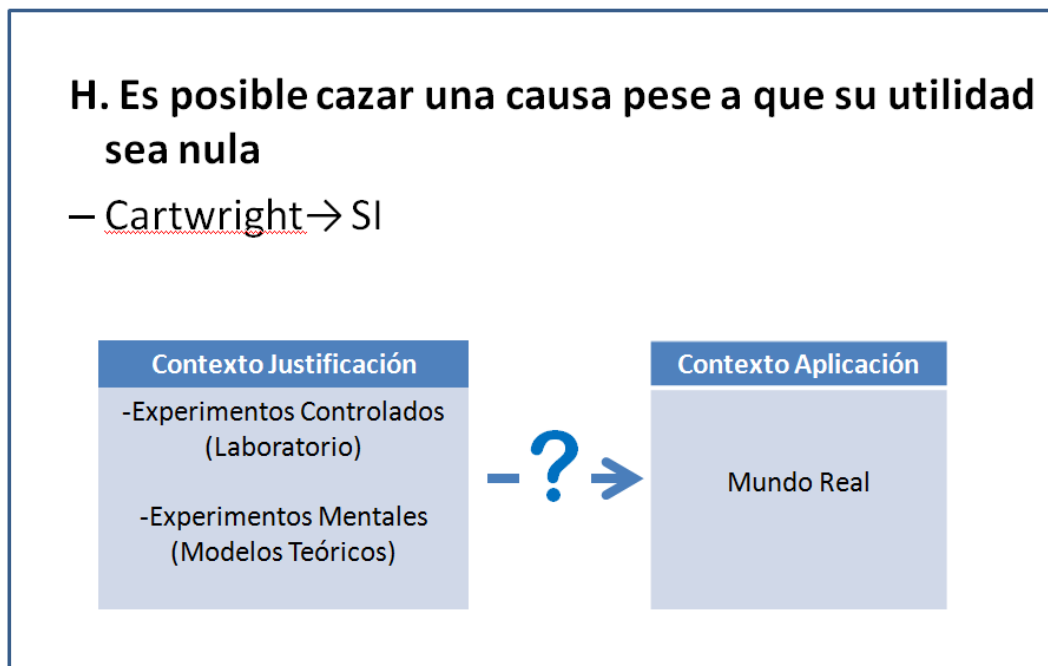 H. Es posible cazar una causa pese a que su utilidad
sea nula
– Cartwright→ SI
Contexto Justificación
-Experimentos Controlados
(Laboratorio)
-Experimentos Mentales
(Modelos Teóricos)
?
Contexto Aplicación
Mundo Real